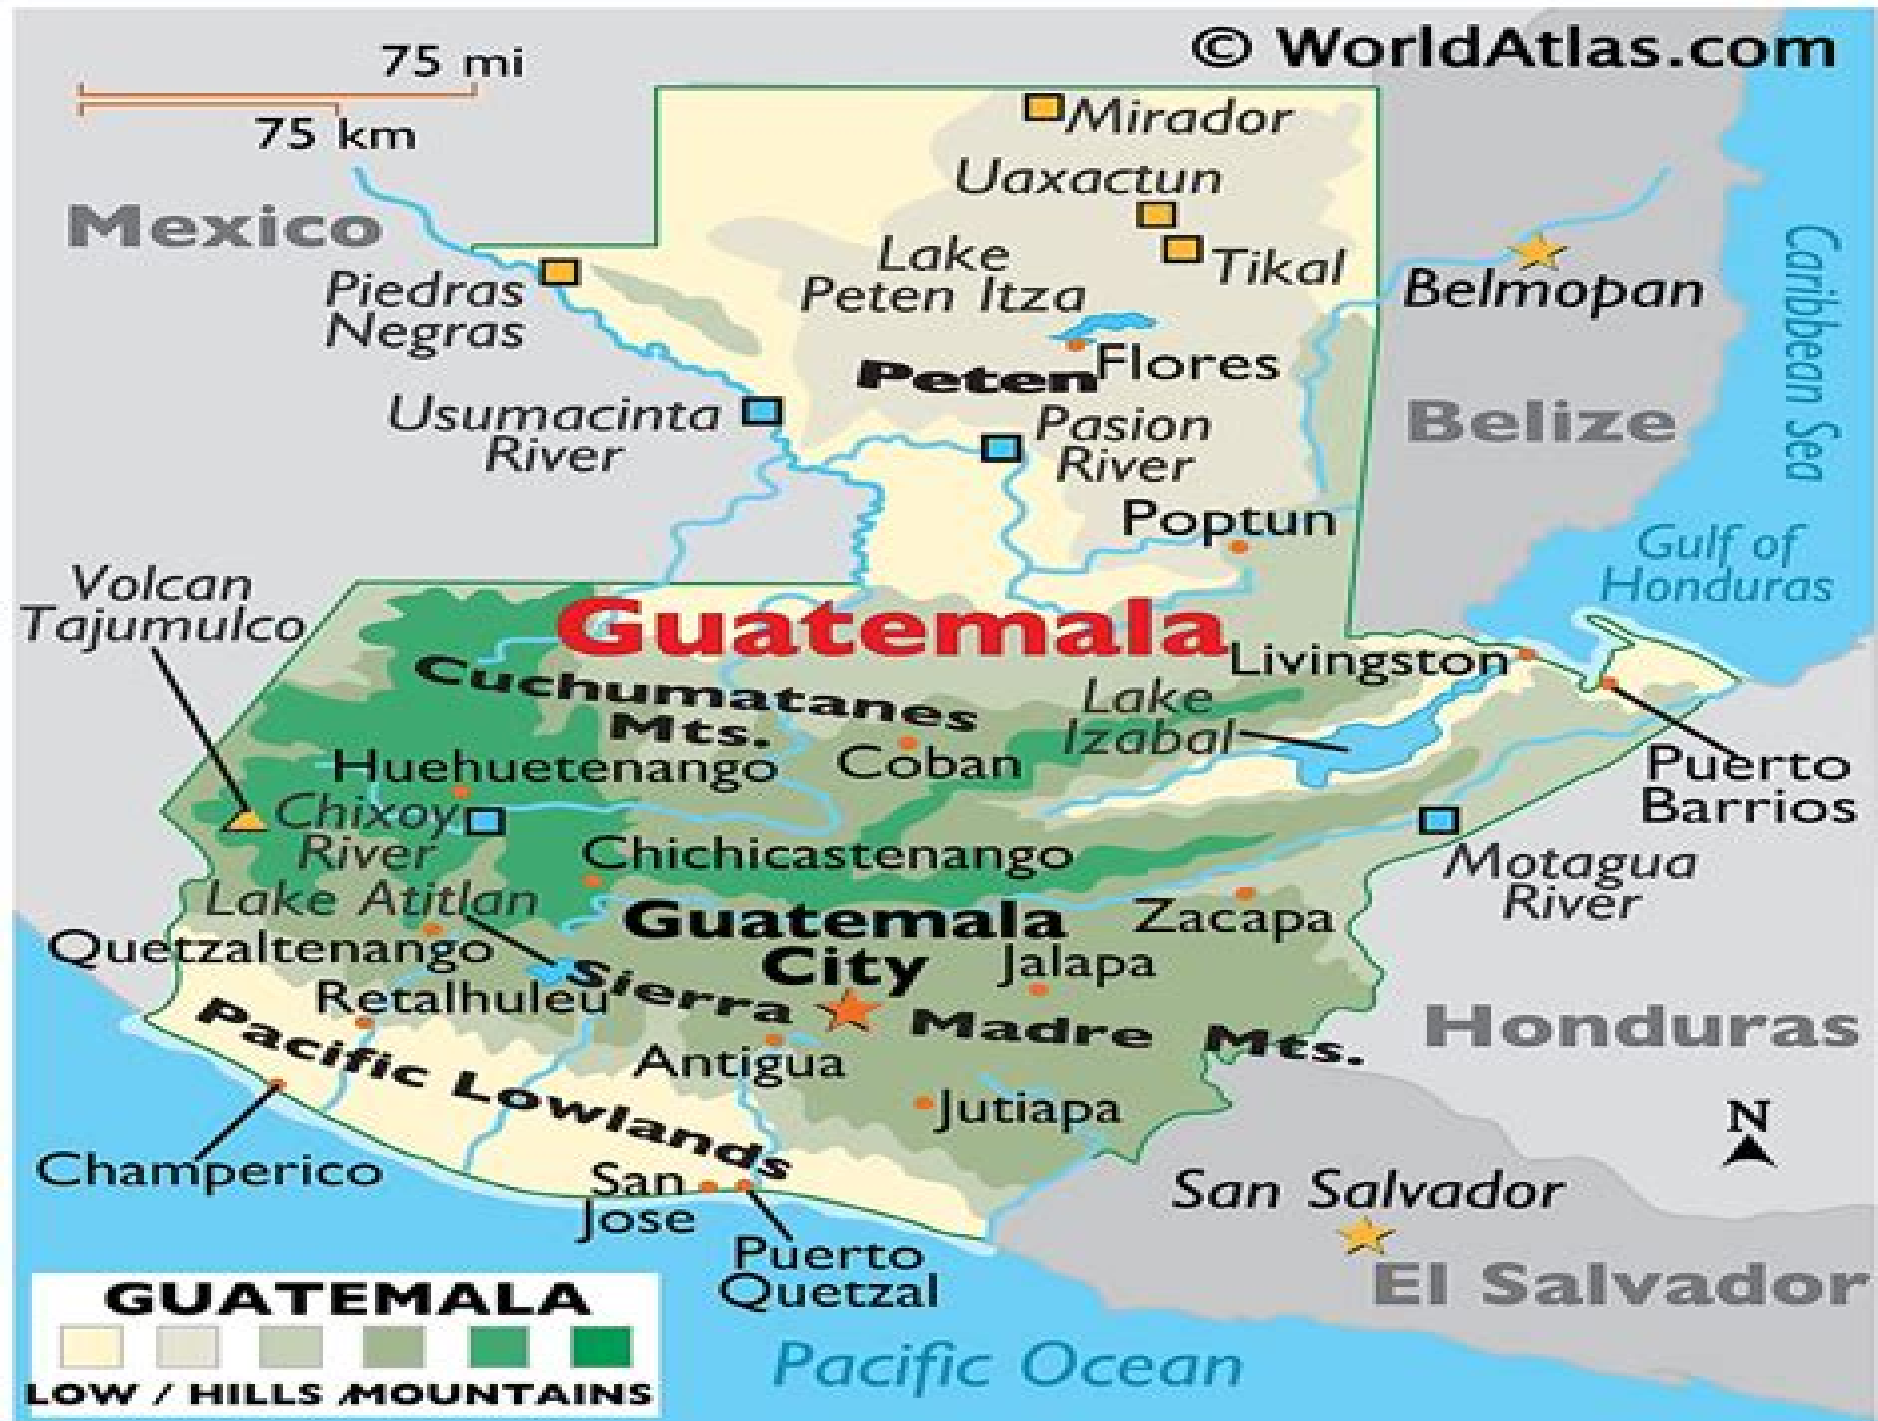 © WorldAtlas.com
75 mi
75 km
Mirador
Uaxactun
Mexico
Tikal
Lake
Peten Itza
Piedras
Negras
Belmopan
Caribbean Sea
Flores
Peten
Usumacinta
River
Pasion
River
Belize
Poptun
Gulf of
Honduras
Volcan
Tajumulco
Guatemala
Livingston
Cuchumatanes
Mts.
Lake
Izabal
Huehuetenango
Coban
Puerto
Barrios
Chixoy
River
Chichicastenango
Motagua
River
Lake Atitlan
Guatemala
City
Zacapa
Quetzaltenango
Jalapa
Retalhuleu
Sierra Madre Mts.
Honduras
Pacific Lowlands
Antigua
Jutiapa
N
Champerico
San
Jose
San Salvador
Puerto
Quetzal
El Salvador
GUATEMALA
LOW / HILLS /MOUNTAINS
Pacific Ocean